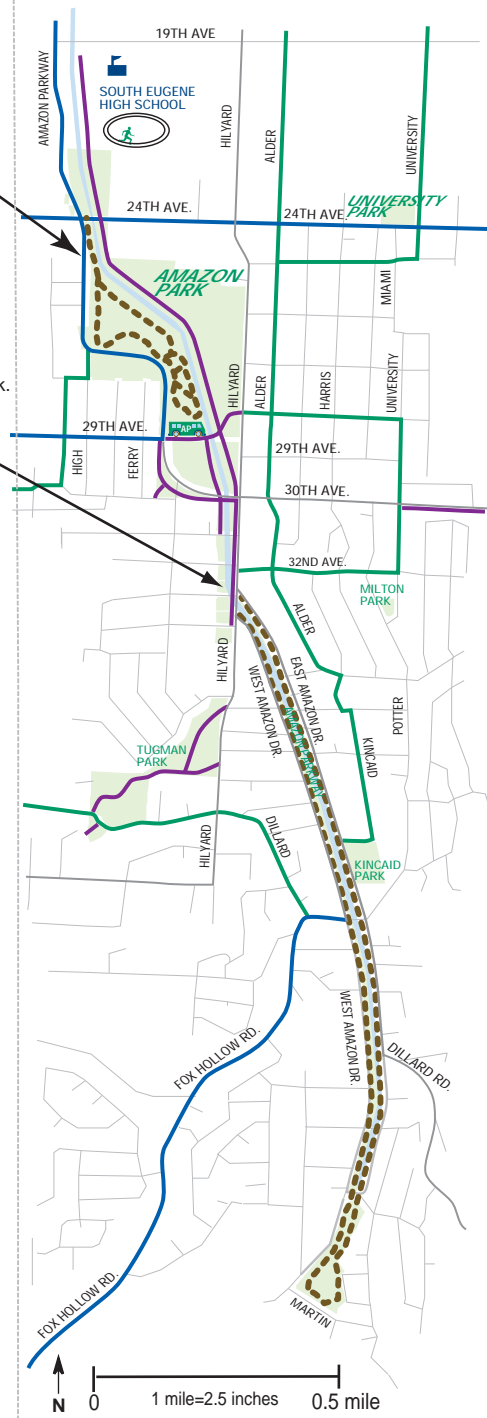 19TH AVE
AMAZON PARKWAY
SOUTH EUGENE
HIGH SCHOOL
HILYARD
ALDER
UNIVERSITY
UNIVERSITY
PARK
24TH AVE.
24TH AVE.
AMAZON
PARK
MIAMI
K.
HILYARD
ALDER
HARRIS
UNIVERSITY
29TH AVE.
AP
HIGH
FERRY
29TH AVE.
30TH AVE.
32ND AVE.
MILTON
PARK
ALDER
HILYARD
WEST AMAZON DR.
EAST AMAZON DR.
AMAZON PARKWAY
POTTER
KINCAID
TUGMAN
PARK
HILYARD
DILLARD
KINCAID
PARK
WEST AMAZON DR.
DILLARD RD.
FOX HOLLOW RD.
FOX HOLLOW RD.
MARTIN
N
0
1 mile=2.5 inches
0.5 mile